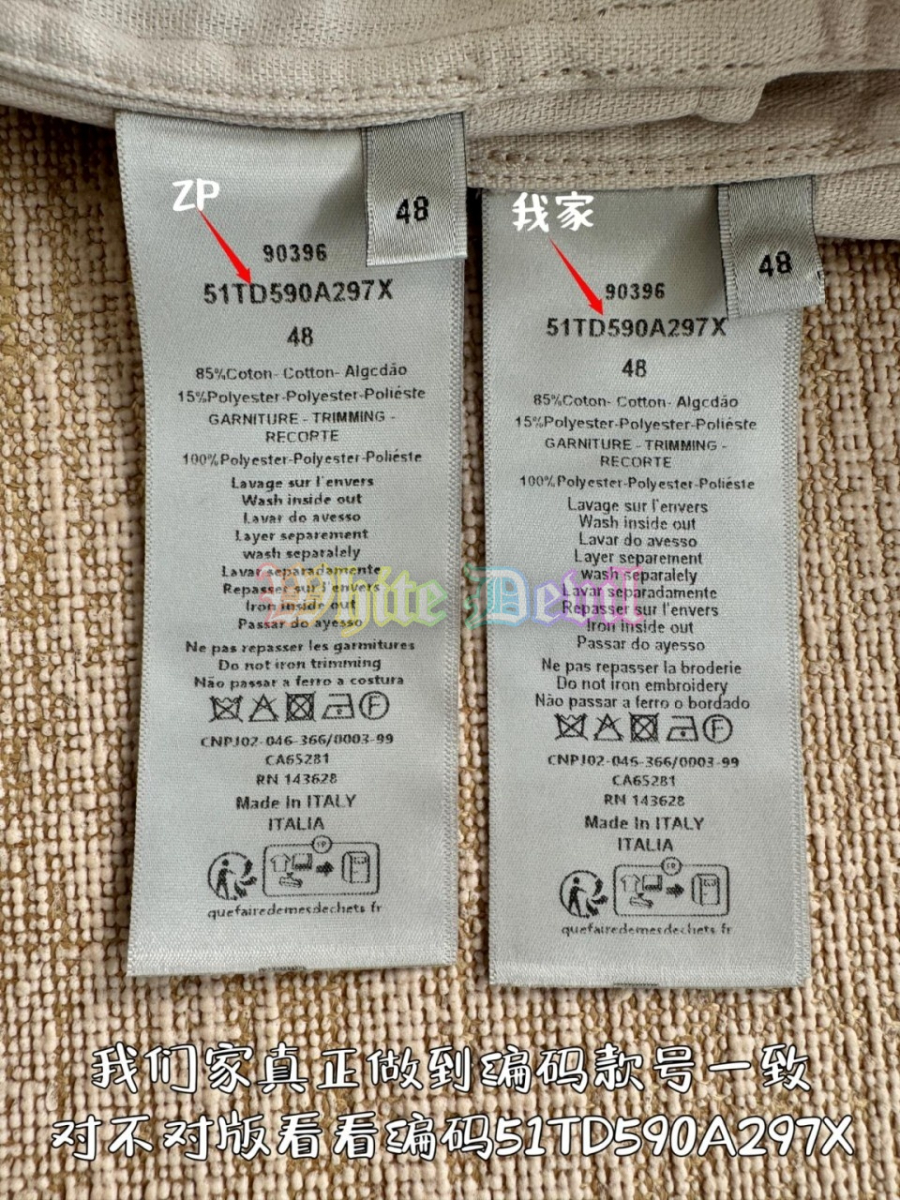 ZP
48
90396
51TD590A297X
48
85%Coton- Cotton- Algcdão
15%Polyester-Polyester-Poliéste
GARNITURE - TRIMMING -
RECORTE
100%Polyester-Polyester-Poliéste
Lavage sur l'envers
Wash inside out
Lavar do avesso
Layer separement
wash separalely
Lavar separadamente
Repasser sur l'envers
Iron inside out
Passar do ayesso
Ne pas repasser les garmitures
Do not iron trimming
Não passar a ferro a costura
F
CNPJ02-046-366/0003-99
CA65281
RN 143628
Made In ITALY
ITALIA
FR
quefairedemesdechets fr
我家
48
90396
51TD590A297X
48
85%Coton- Cotton- Algcdão
15%Polyester-Polyester-Poliéste
GARNITURE - TRIMMING -
RECORTE
100%Polyester-Polyester-Poliéste
Lavage sur l'envers
Wash inside out
Lavar do avesso
Layer separement
wash separalely
Lavar separadamente
Repasser sur l'envers
Iron inside out
Passar do ayesso
Ne pas repasser la broderie
Do not iron embroidery
Não passar a ferro o bordado
F
CNPJ02-046-366/0003-99
CA65281
RN 143628
Made In ITALY
ITALIA
FR
quefairedemesdechets fr
White Devil
我们家真正做到编码款号一致
对不对版看看编码51TD590A297X